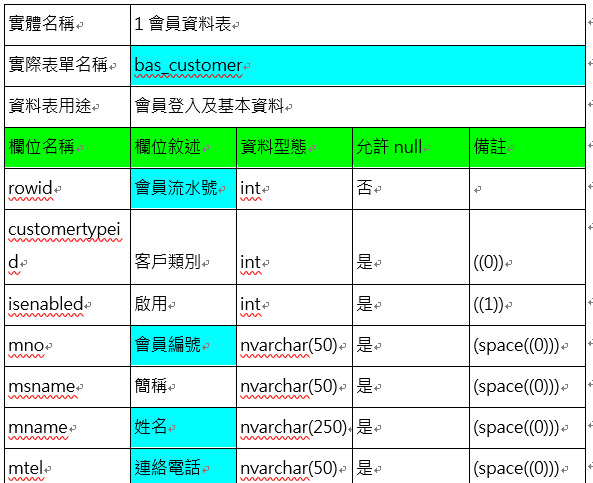 實體名稱 1 會員資料表
實際表單名稱 bas_customer
資料表用途 會員登入及基本資料
欄位名稱 欄位敘述 資料型態 允許 null 備註
rowid 會員流水號 int 否
customertypei
d 客戶類別 int 是 ((0))
isenabled 啟用 int 是 ((1))
mno 會員編號 nvarchar(50) 是 (space((0)))
msname 簡稱 nvarchar(50) 是 (space((0)))
mname 姓名 nvarchar(250) 是 (space((0)))
mtel 連絡電話 nvarchar(50) 是 (space((0)))